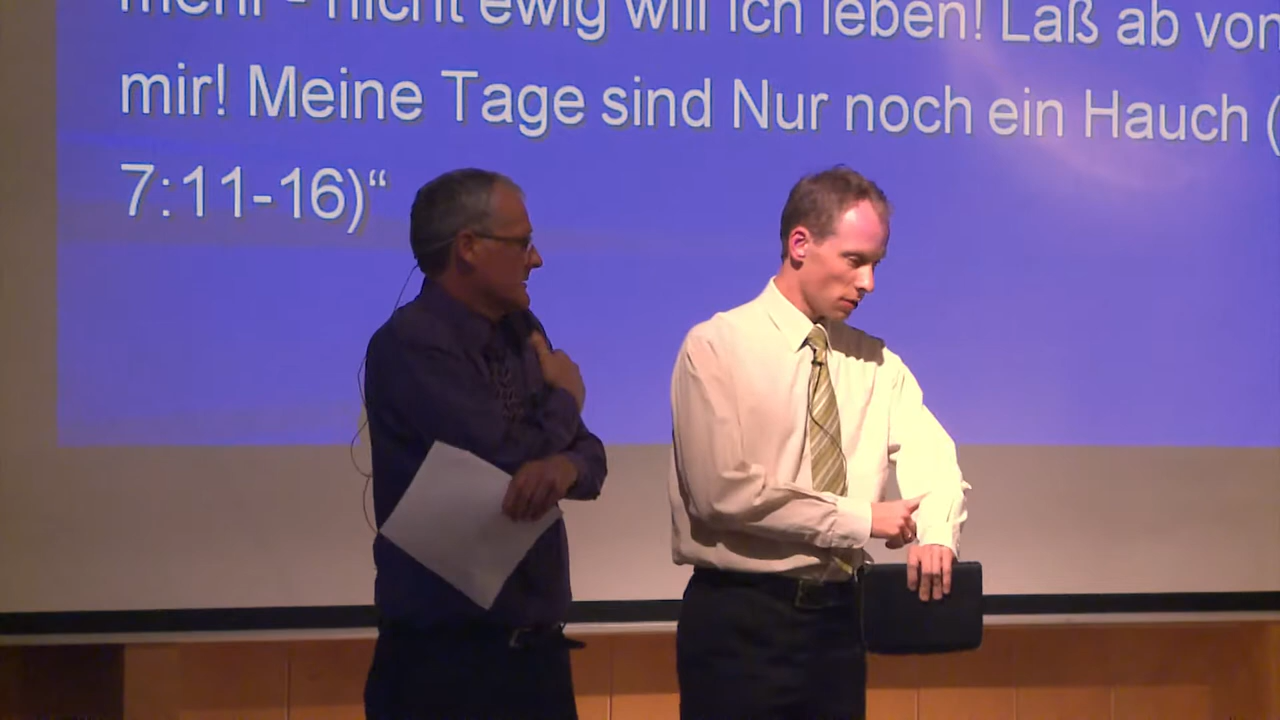 mehr - nicht ewig will ich leben! Laß ab von
mir! Meine Tage sind Nur noch ein Hauch (
7:11-16)“